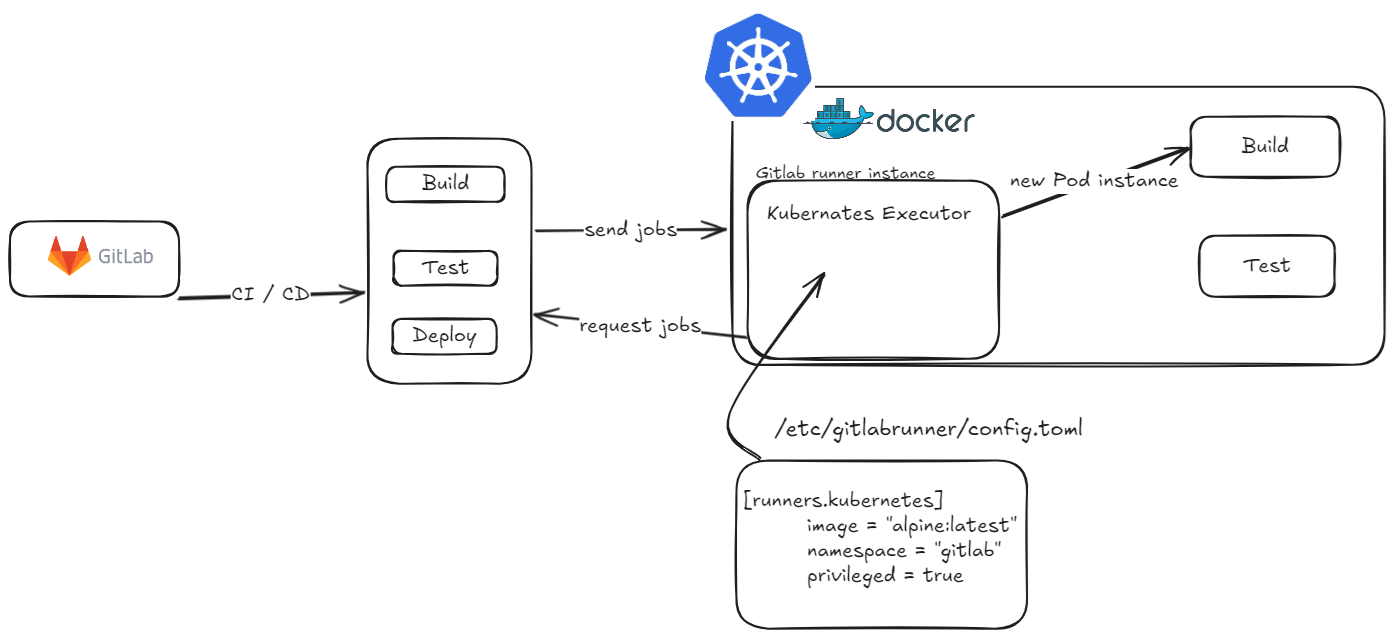 GitLab
CI / CD
Build
Test
Deploy
send jobs
request jobs
docker
Gitlab runner instance
Kubernates Executor
new Pod instance
Build
Test
/etc/gitlabrunner/config.toml
[runners.kubernetes]
image = "alpine:latest"
namespace = "gitlab"
privileged = true